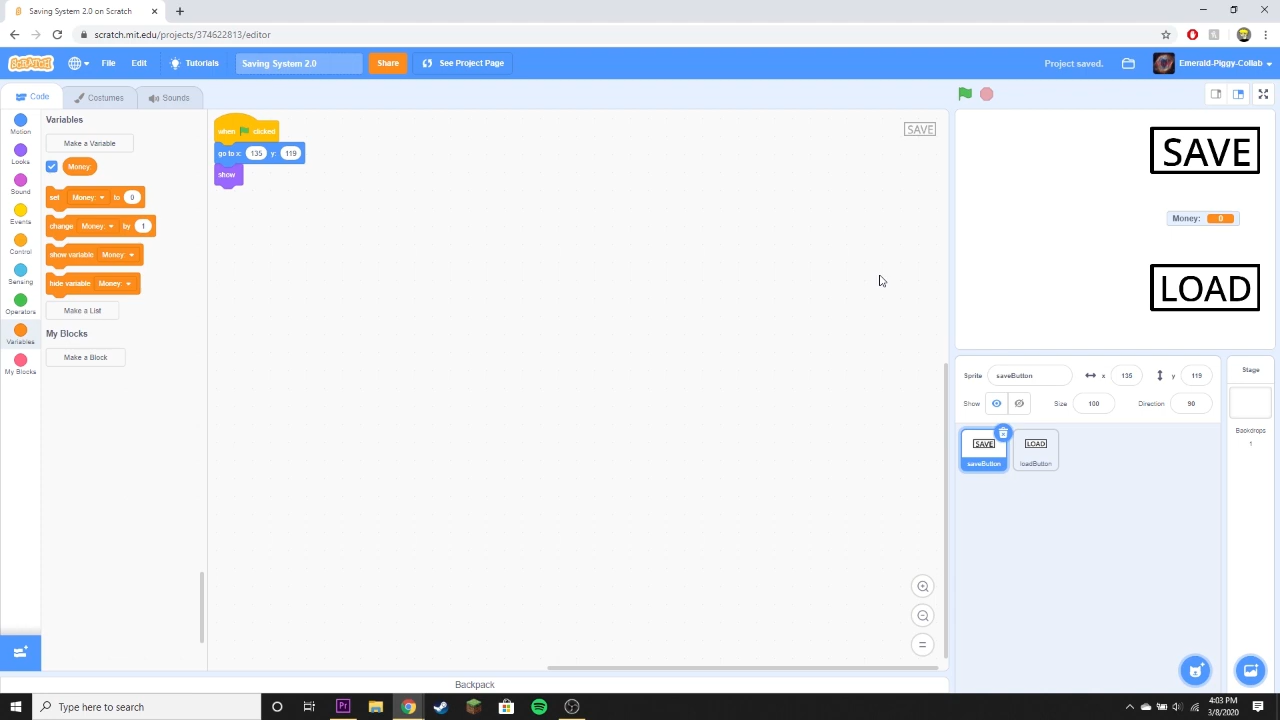 Saving System 2.0 on Scratch
scratch.mit.edu/projects/374622813/editor
SCRATCH
File
Edit
Tutorials
Saving System 2.0
Share
See Project Page
Project saved.
Emerald-Piggy-Collab
Code
Costumes
Sounds
Motion
Looks
Sound
Events
Control
Sensing
Operators
Variables
My Blocks
Variables
Make a Variable
Money:
set Money: to 0
change Money: by 1
show variable Money:
hide variable Money:
Make a List
My Blocks
Make a Block
when clicked
go to x: 135 y: 119
show
SAVE
SAVE
Money: 0
LOAD
Sprite saveButton x 135 y 119
Show Size 100 Direction 90
SAVE
saveButton
LOAD
loadButton
Stage
Backdrops
1
Backpack
Type here to search
4:03 PM
3/8/2020